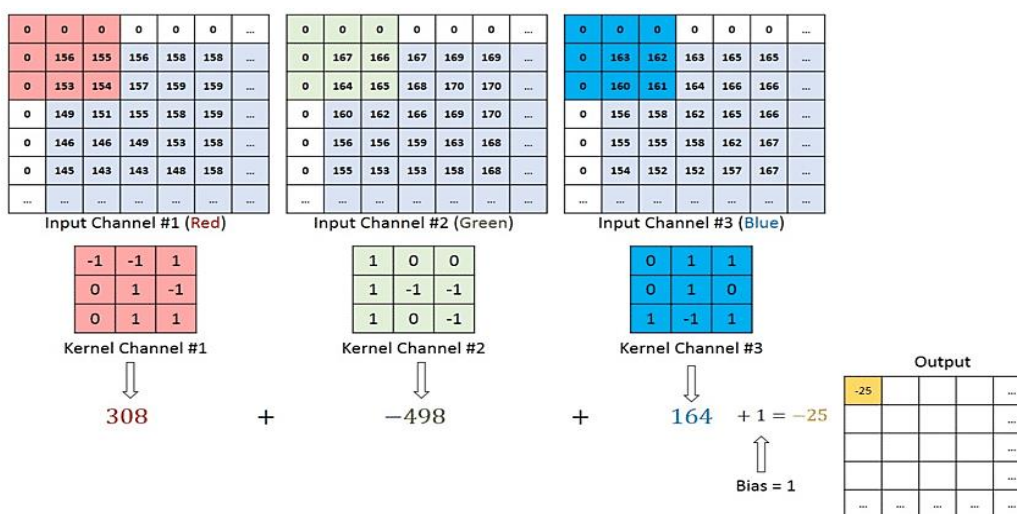 0 0 0 0 0 0 ...
0 156 155 156 158 158 ...
0 153 154 157 159 159 ...
0 149 151 155 158 159 ...
0 146 146 149 153 158 ...
0 145 143 143 148 158 ...
... ... ... ... ... ... ...
Input Channel #1 (Red)
0 0 0 0 0 0 ...
0 167 166 167 169 169 ...
0 164 165 168 170 170 ...
0 160 162 166 169 170 ...
0 156 156 159 163 168 ...
0 155 153 153 158 168 ...
... ... ... ... ... ... ...
Input Channel #2 (Green)
0 0 0 0 0 0 ...
0 163 162 163 165 165 ...
0 160 161 164 166 166 ...
0 156 158 162 165 166 ...
0 155 155 158 162 167 ...
0 154 152 152 157 167 ...
... ... ... ... ... ... ...
Input Channel #3 (Blue)
-1 -1 1
0 1 -1
0 1 1
Kernel Channel #1
1 0 0
1 -1 -1
1 0 -1
Kernel Channel #2
0 1 1
0 1 0
1 -1 1
Kernel Channel #3
308 + −498 + 164 + 1 = −25
Bias = 1
Output
-25 ...
...
...
...
... ... ... ... ...